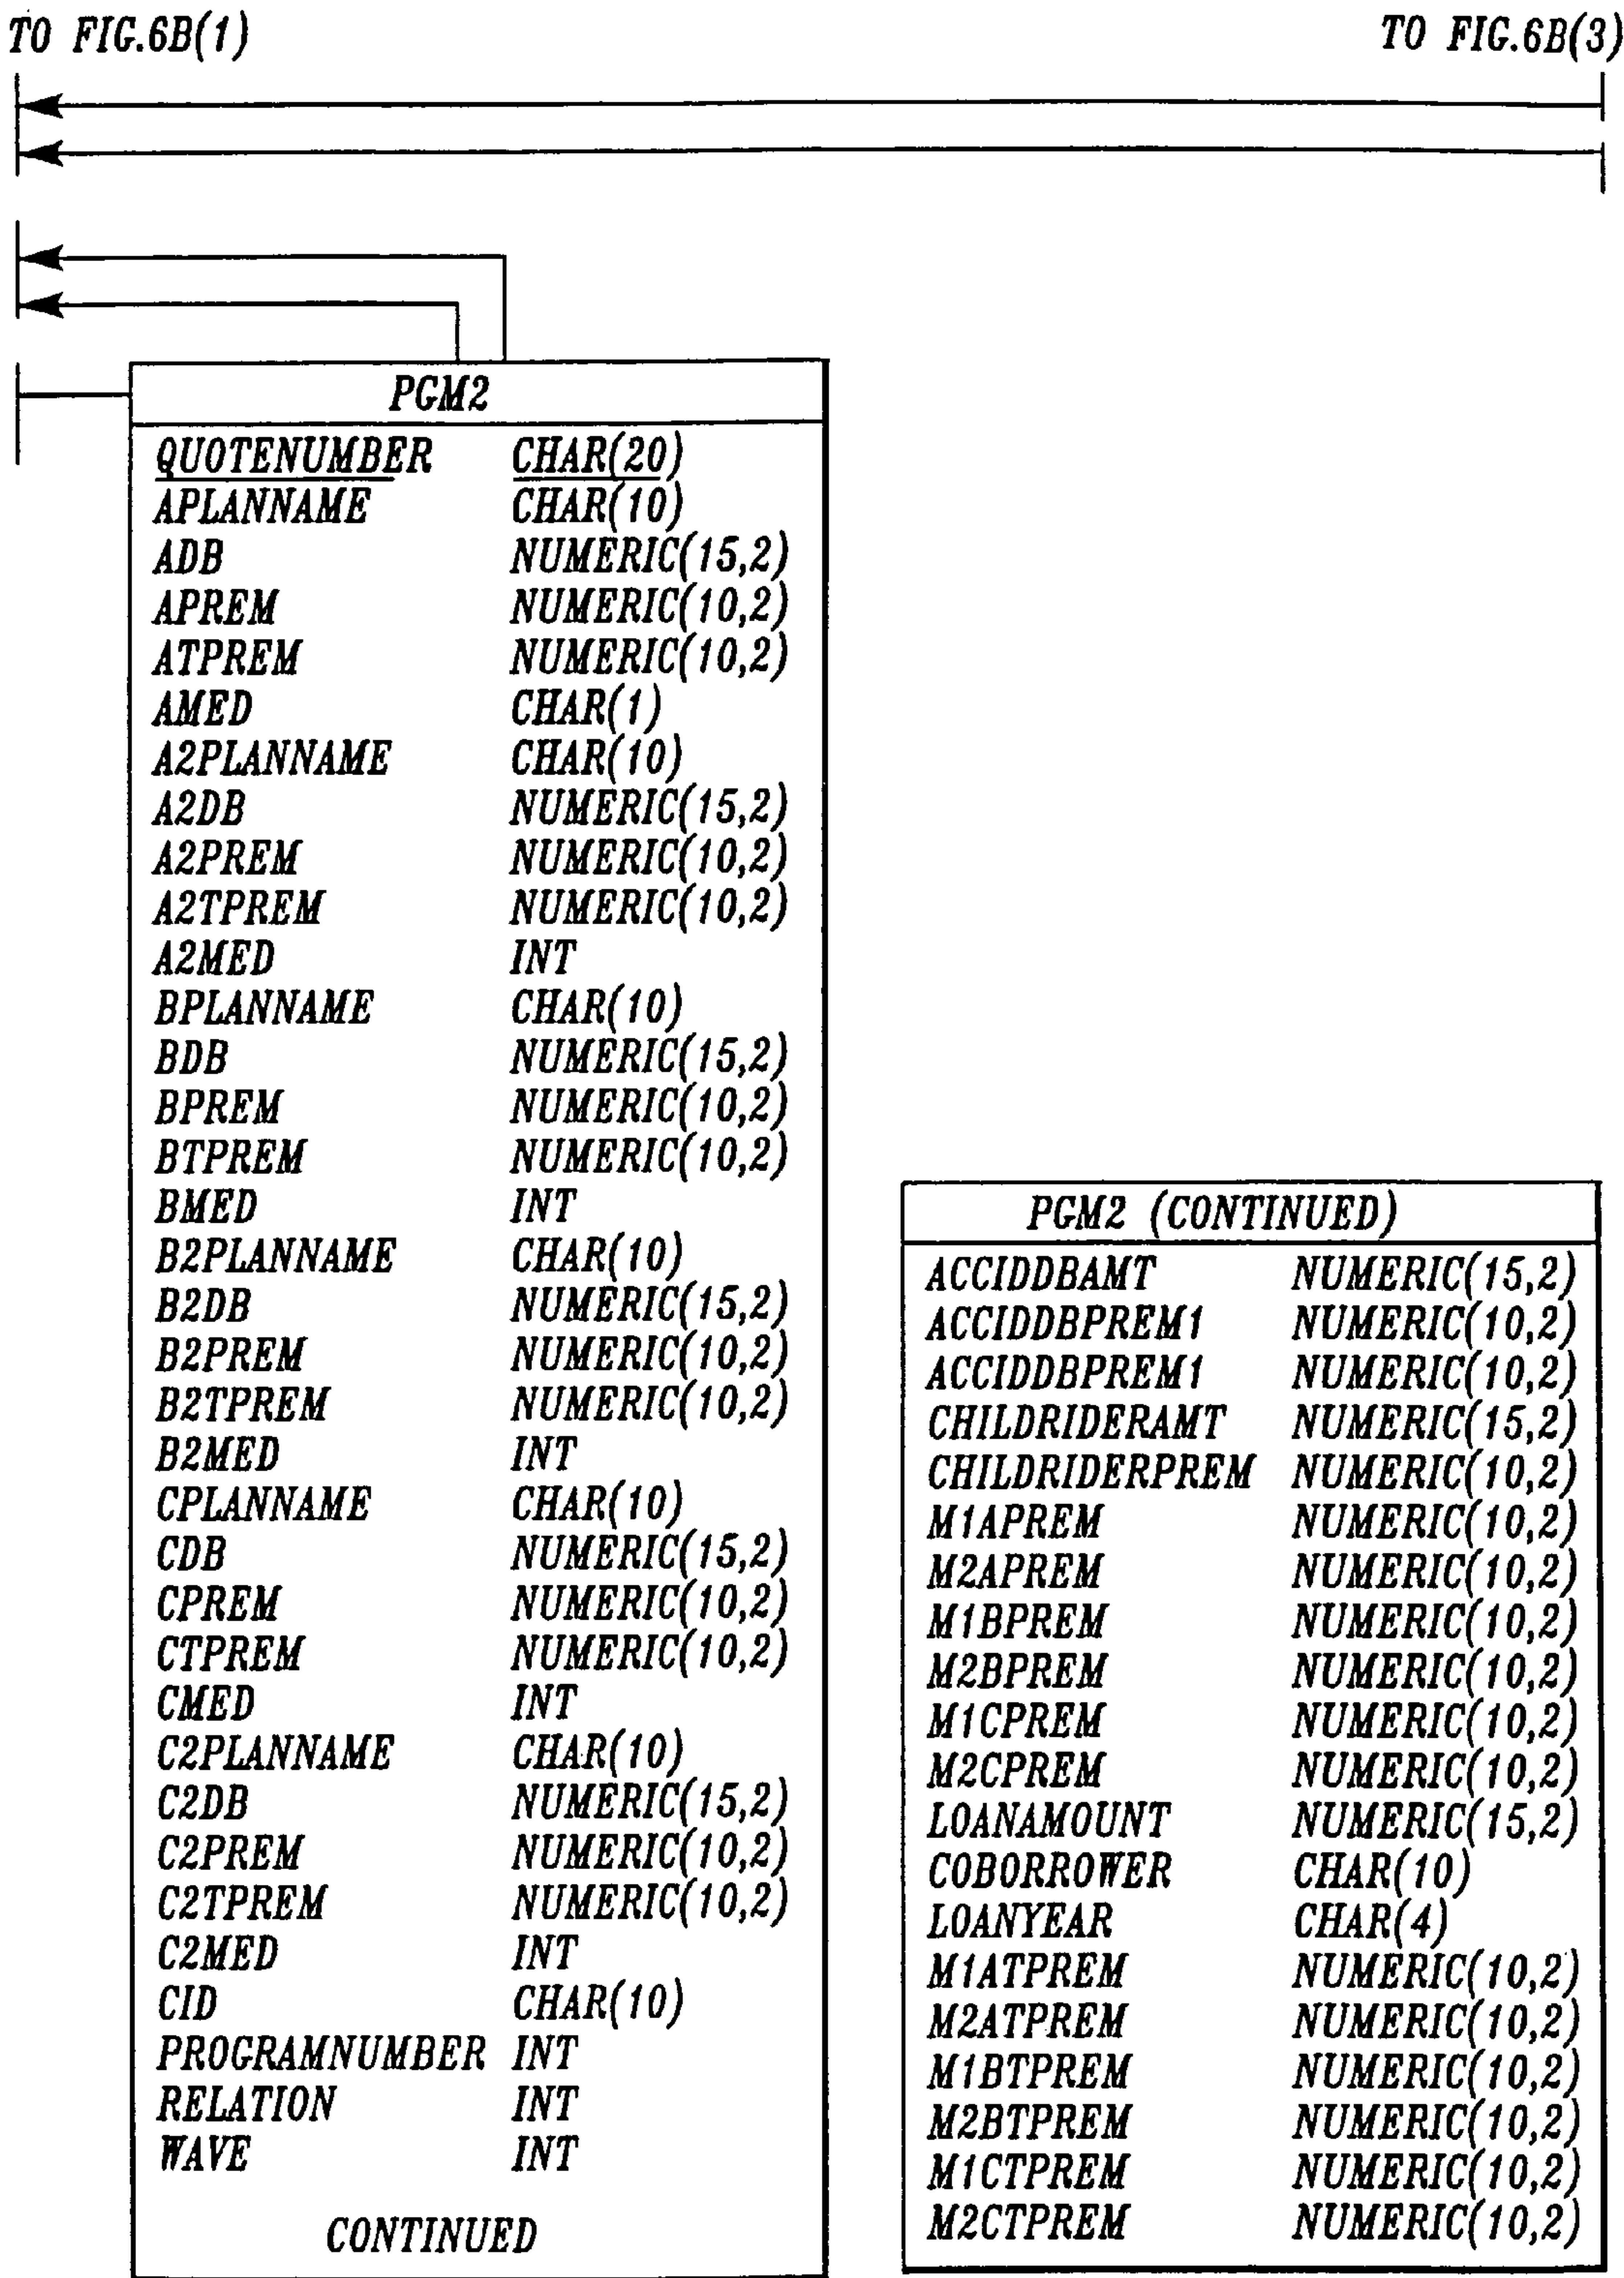 TO FIG.6B(1)
TO FIG.6B(3)
PGM2
QUOTENUMBER CHAR(20)
APLANNAME CHAR(10)
ADB NUMERIC(15,2)
APREM NUMERIC(10,2)
ATPREM NUMERIC(10,2)
AMED CHAR(1)
A2PLANNAME CHAR(10)
A2DB NUMERIC(15,2)
A2PREM NUMERIC(10,2)
A2TPREM NUMERIC(10,2)
A2MED INT
BPLANNAME CHAR(10)
BDB NUMERIC(15,2)
BPREM NUMERIC(10,2)
BTPREM NUMERIC(10,2)
BMED INT
B2PLANNAME CHAR(10)
B2DB NUMERIC(15,2)
B2PREM NUMERIC(10,2)
B2TPREM NUMERIC(10,2)
B2MED INT
CPLANNAME CHAR(10)
CDB NUMERIC(15,2)
CPREM NUMERIC(10,2)
CTPREM NUMERIC(10,2)
CMED INT
C2PLANNAME CHAR(10)
C2DB NUMERIC(15,2)
C2PREM NUMERIC(10,2)
C2TPREM NUMERIC(10,2)
C2MED INT
CID CHAR(10)
PROGRAMNUMBER INT
RELATION INT
WAVE INT
CONTINUED
PGM2 (CONTINUED)
ACCIDDBAMT NUMERIC(15,2)
ACCIDDBPREM1 NUMERIC(10,2)
ACCIDDBPREM1 NUMERIC(10,2)
CHILDRIDERAMT NUMERIC(15,2)
CHILDRIDERPREM NUMERIC(10,2)
M1APREM NUMERIC(10,2)
M2APREM NUMERIC(10,2)
M1BPREM NUMERIC(10,2)
M2BPREM NUMERIC(10,2)
M1CPREM NUMERIC(10,2)
M2CPREM NUMERIC(10,2)
LOANAMOUNT NUMERIC(15,2)
COBORROWER CHAR(10)
LOANYEAR CHAR(4)
M1ATPREM NUMERIC(10,2)
M2ATPREM NUMERIC(10,2)
M1BTPREM NUMERIC(10,2)
M2BTPREM NUMERIC(10,2)
M1CTPREM NUMERIC(10,2)
M2CTPREM NUMERIC(10,2)